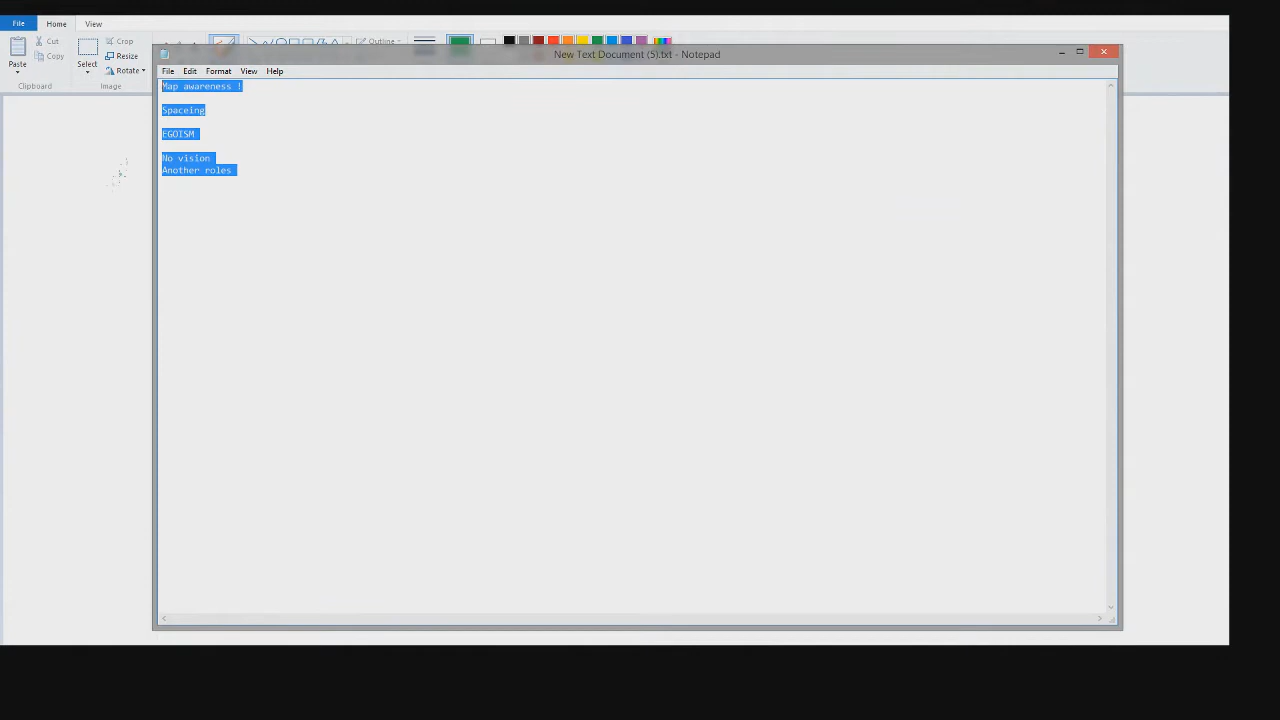 File
Home
View
Cut
Copy
Paste
Clipboard
Select
Crop
Resize
Rotate
Image
Outline
New Text Document (5).txt - Notepad
File Edit Format View Help
Map awareness !
Spaceing
EGOISM
No vision
Another roles